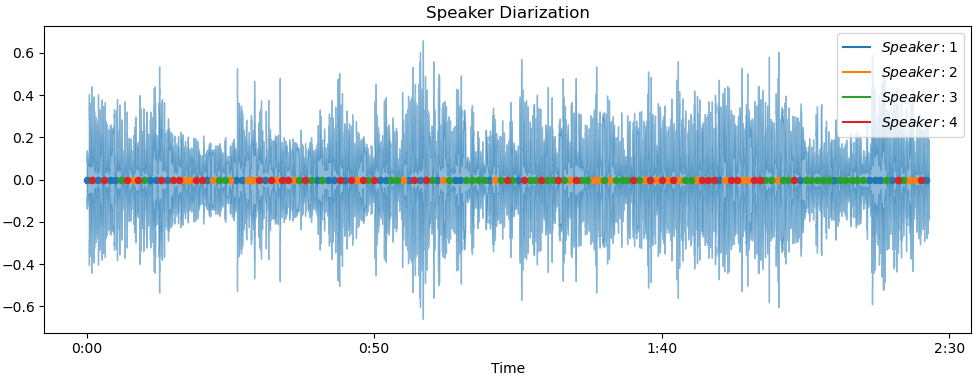 Speaker Diarization
Speaker: 1
Speaker: 2
Speaker: 3
Speaker: 4
0.6
0.4
0.2
0.0
−0.2
−0.4
−0.6
0:00 0:50 1:40 2:30
Time